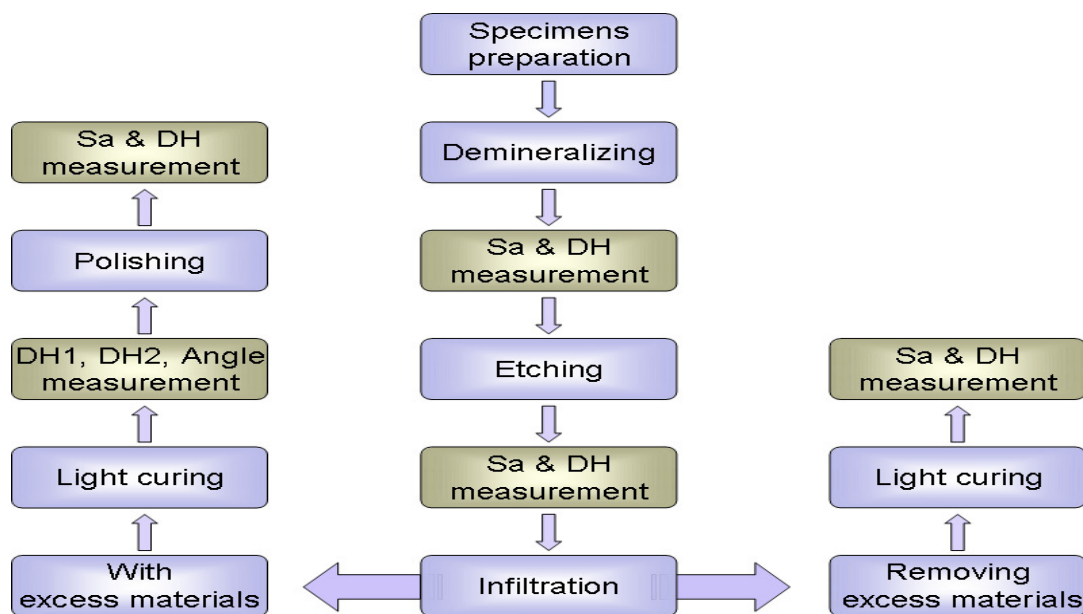 Specimens
preparation
Demineralizing
Sa & DH
measurement
Etching
Sa & DH
measurement
Infiltration
With
excess materials
Light curing
DH1, DH2, Angle
measurement
Polishing
Sa & DH
measurement
Removing
excess materials
Light curing
Sa & DH
measurement